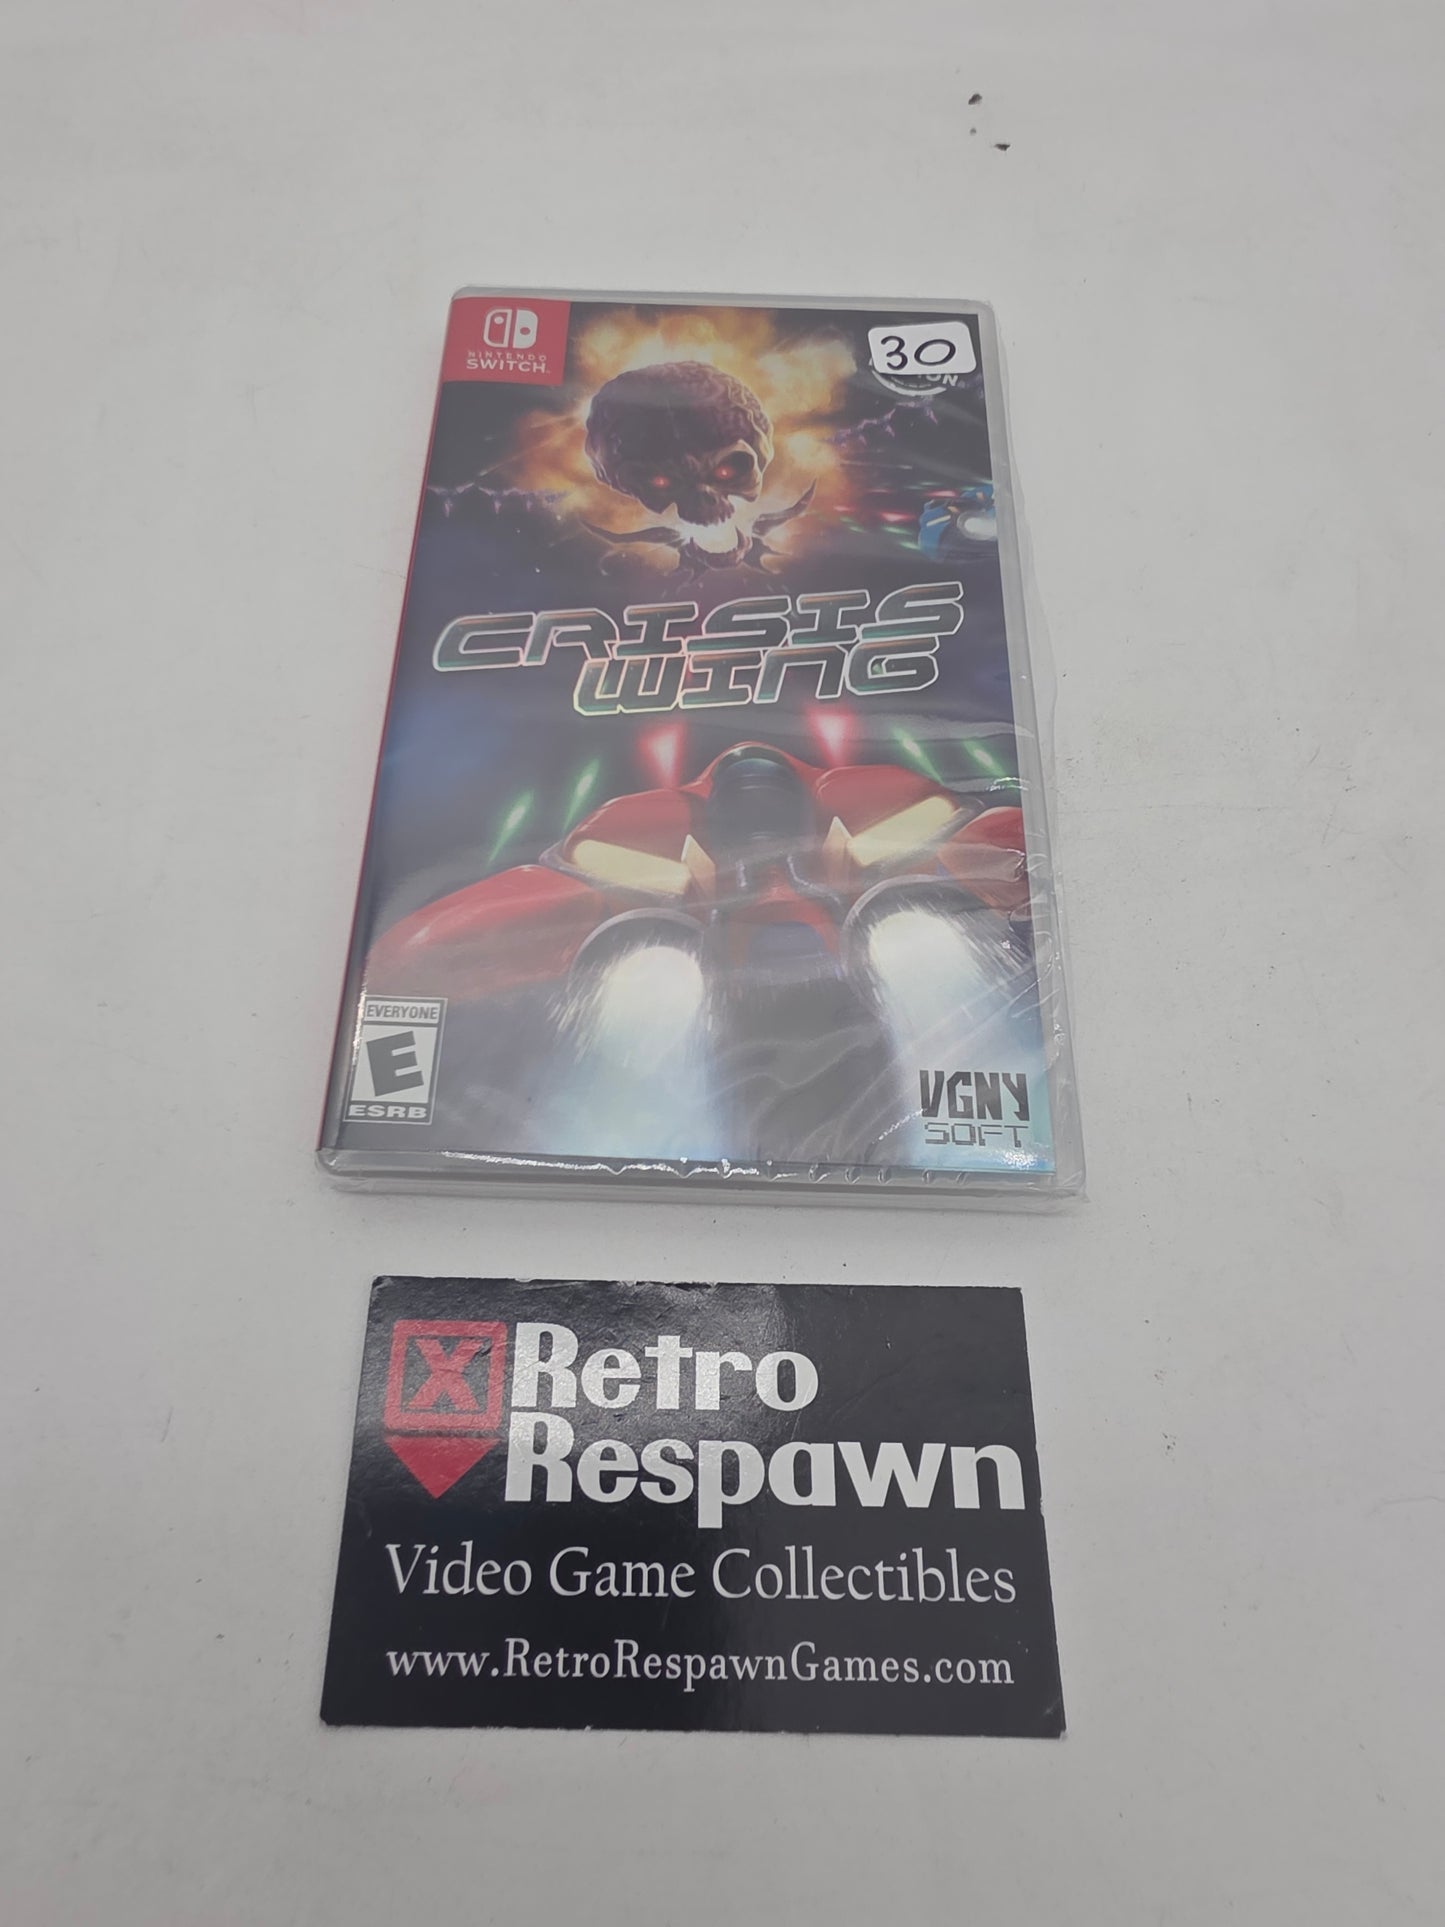 NINTENDO
SWITCH
30
CRISIS
WING
EVERYONE
E
ESRB
VGNY
SOFT
X Retro
Respawn
Video Game Collectibles
www.RetroRespawnGames.com